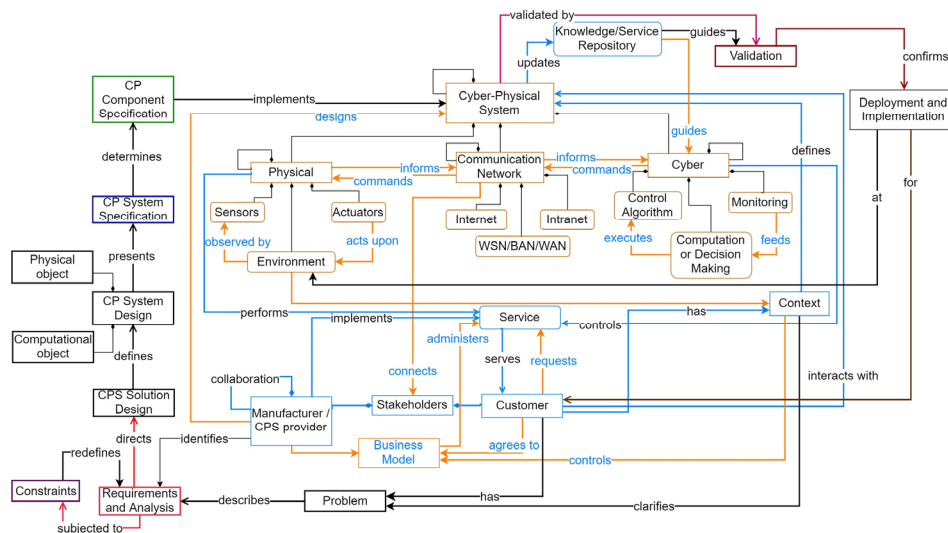 validated by
Knowledge/Service
Repository
guides
Validation
confirms
updates
CP
Component
Specification
implements
Cyber-Physical
System
designs
Deployment and
Implementation
guides
determines
defines
Physical
informs
commands
Communication
Network
informs
commands
Cyber
for
at
Sensors
Actuators
Internet
Intranet
WSN/BAN/WAN
Control
Algorithm
Monitoring
CP System
Specification
observed by
acts upon
executes
feeds
Computation
or Decision
Making
Environment
presents
Physical
object
CP System
Design
Computational
object
defines
performs
implements
Service
controls
has
Context
administers
serves
requests
collaboration
connects
interacts with
CPS Solution
Design
Manufacturer /
CPS provider
Stakeholders
Customer
directs
identifies
Business
Model
agrees to
controls
redefines
Constraints
Requirements
and Analysis
describes
Problem
has
clarifies
subjected to